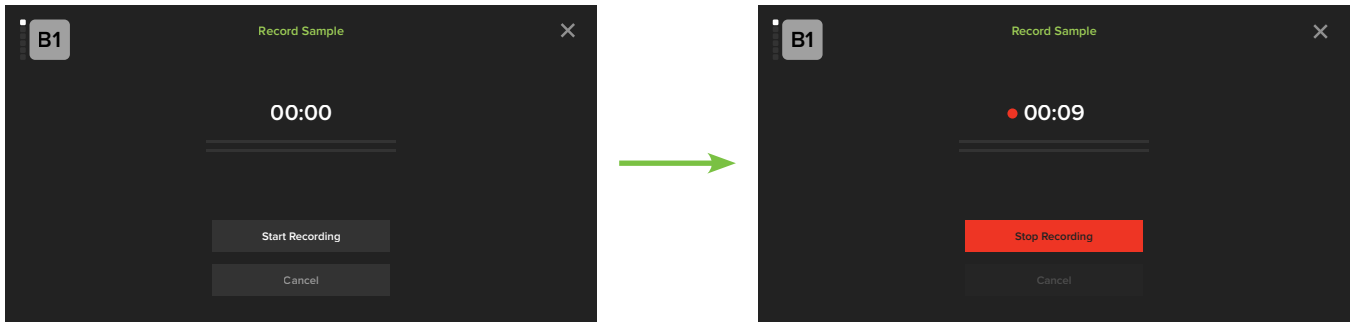 B1
Record Sample
00:00
Start Recording
Cancel
B1
Record Sample
00:09
Stop Recording
Cancel